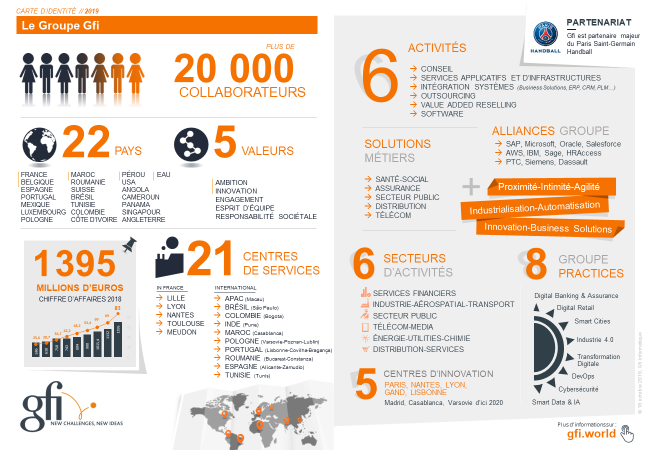 CARTE D'IDENTITÉ // 2019
Le Groupe Gfi
PLUS DE
20 000
COLLABORATEURS
22 PAYS
FRANCE
BELGIQUE
ESPAGNE
PORTUGAL
MEXIQUE
LUXEMBOURG
POLOGNE
MAROC
ROUMANIE
SUISSE
BRÉSIL
TUNISIE
COLOMBIE
CÔTE D'IVOIRE
PÉROU
USA
ANGOLA
CAMEROUN
PANAMA
SINGAPOUR
ANGLETERRE
EAU
5 VALEURS
AMBITION
INNOVATION
ENGAGEMENT
ESPRIT D'ÉQUIPE
RESPONSABILITÉ SOCIÉTALE
1395
MILLIONS D'EUROS
CHIFFRE D'AFFAIRES 2018
21 CENTRES
DE SERVICES
IN FRANCE
LILLE
LYON
NANTES
TOULOUSE
MEUDON
INTERNATIONAL
APAC (Macau)
BRÉSIL (São Paulo)
COLOMBIE (Bogota)
INDE (Pune)
MAROC (Casablanca)
POLOGNE (Varsovie-Poznan-Lublin)
PORTUGAL (Lisbonne-Covilha-Bragança)
ROUMANIE (Bucarest-Constanza)
ESPAGNE (Alicante-Zamuzio)
TUNISIE (Tunis)
gfi
NEW CHALLENGES, NEW IDEAS
6 ACTIVITÉS
CONSEIL
SERVICES APPLICATIFS ET D'INFRASTRUCTURES
INTÉGRATION SYSTÈMES (Business Solutions, ERP, CRM, PLM...)
OUTSOURCING
VALUE ADDED RESELLING
SOFTWARE
HANDBALL
PARTENARIAT
Gfi est partenaire majeur
du Paris Saint-Germain
Handball
SOLUTIONS
MÉTIERS
SANTÉ-SOCIAL
ASSURANCE
SECTEUR PUBLIC
DISTRIBUTION
TÉLÉCOM
ALLIANCES GROUPE
SAP, Microsoft, Oracle, Salesforce
AWS, IBM, Sage, HRAccess
PTC, Siemens, Dassault
+
Proximité-Intimité-Agilité
Industrialisation-Automatisation
Innovation-Business Solutions
6 SECTEURS
D'ACTIVITÉS
SERVICES FINANCIERS
INDUSTRIE-AÉROSPATIAL-TRANSPORT
SECTEUR PUBLIC
TÉLÉCOM-MEDIA
ÉNERGIE-UTILITIES-CHIMIE
DISTRIBUTION-SERVICES
8 GROUPE
PRACTICES
Digital Banking & Assurance
Digital Retail
Smart Cities
Industrie 4.0
Transformation
Digitale
DevOps
Cybersécurité
Smart Data & IA
5 CENTRES D'INNOVATION
PARIS, NANTES, LYON,
GAND, LISBONNE
Madrid, Casablanca, Varsovie d'ici 2020
Plus d'informations sur:
gfi.world